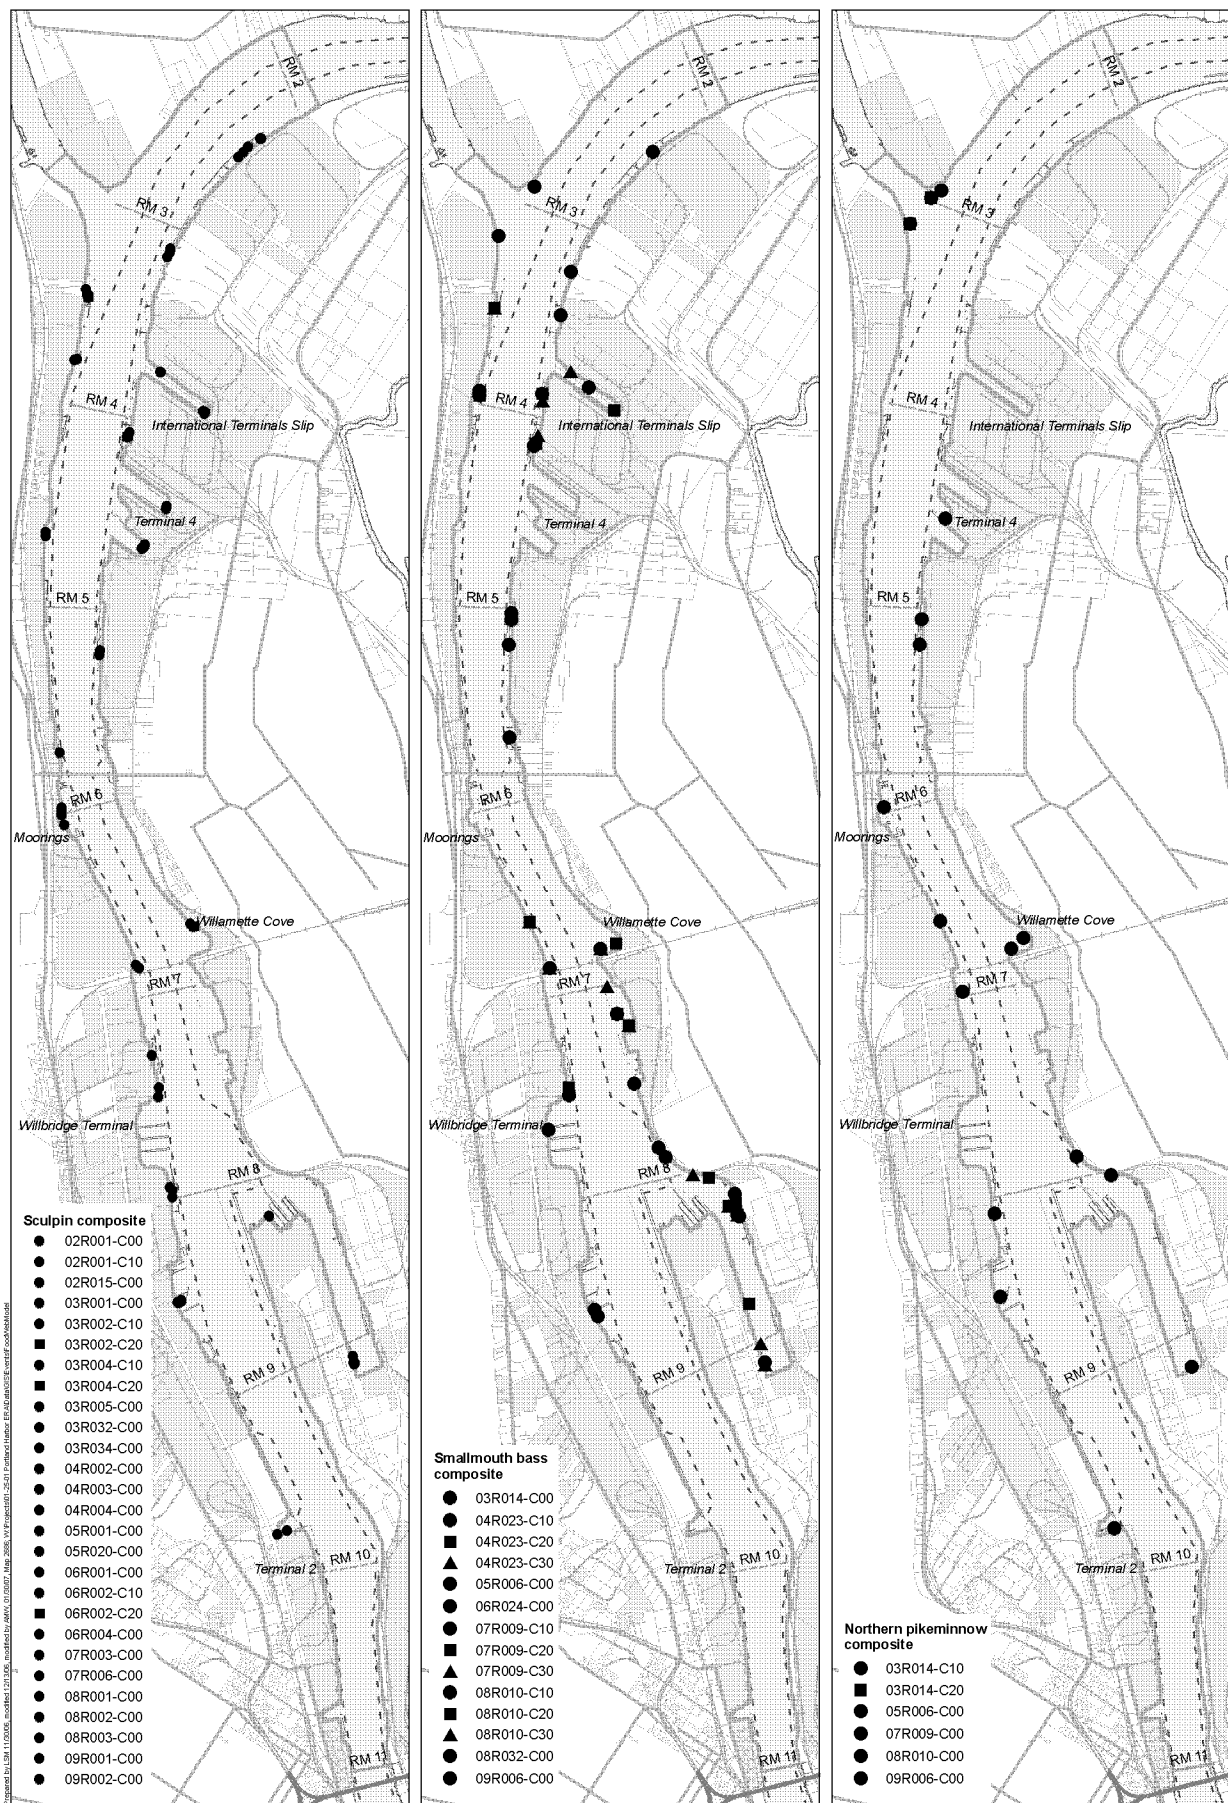 RM 2
RM 3
RM 4
International Terminals Slip
Terminal 4
RM 5
RM 6
Moorings
Willamette Cove
RM 7
Willbridge Terminal
RM 8
Sculpin composite
02R001-C00
02R001-C10
02R015-C00
03R001-C00
03R002-C10
03R002-C20
03R004-C10
03R004-C20
03R005-C00
03R032-C00
03R034-C00
04R002-C00
04R003-C00
04R004-C00
05R001-C00
05R020-C00
06R001-C00
06R002-C10
06R002-C20
06R004-C00
07R003-C00
07R006-C00
08R001-C00
08R002-C00
08R003-C00
09R001-C00
09R002-C00
RM 9
Terminal 2
RM 10
RM 11
RM 2
RM 3
RM 4
International Terminals Slip
Terminal 4
RM 5
RM 6
Moorings
Willamette Cove
RM 7
Willbridge Terminal
RM 8
RM 9
Smallmouth bass
composite
03R014-C00
04R023-C10
04R023-C20
04R023-C30
05R006-C00
06R024-C00
07R009-C10
07R009-C20
07R009-C30
08R010-C10
08R010-C20
08R010-C30
08R032-C00
09R006-C00
Terminal 2
RM 10
RM 11
RM 2
RM 3
RM 4
International Terminals Slip
Terminal 4
RM 5
RM 6
Moorings
Willamette Cove
RM 7
Willbridge Terminal
RM 9
Terminal 2
RM 10
Northern pikeminnow
composite
03R014-C10
03R014-C20
05R006-C00
07R009-C00
08R010-C00
09R006-C00
RM 11